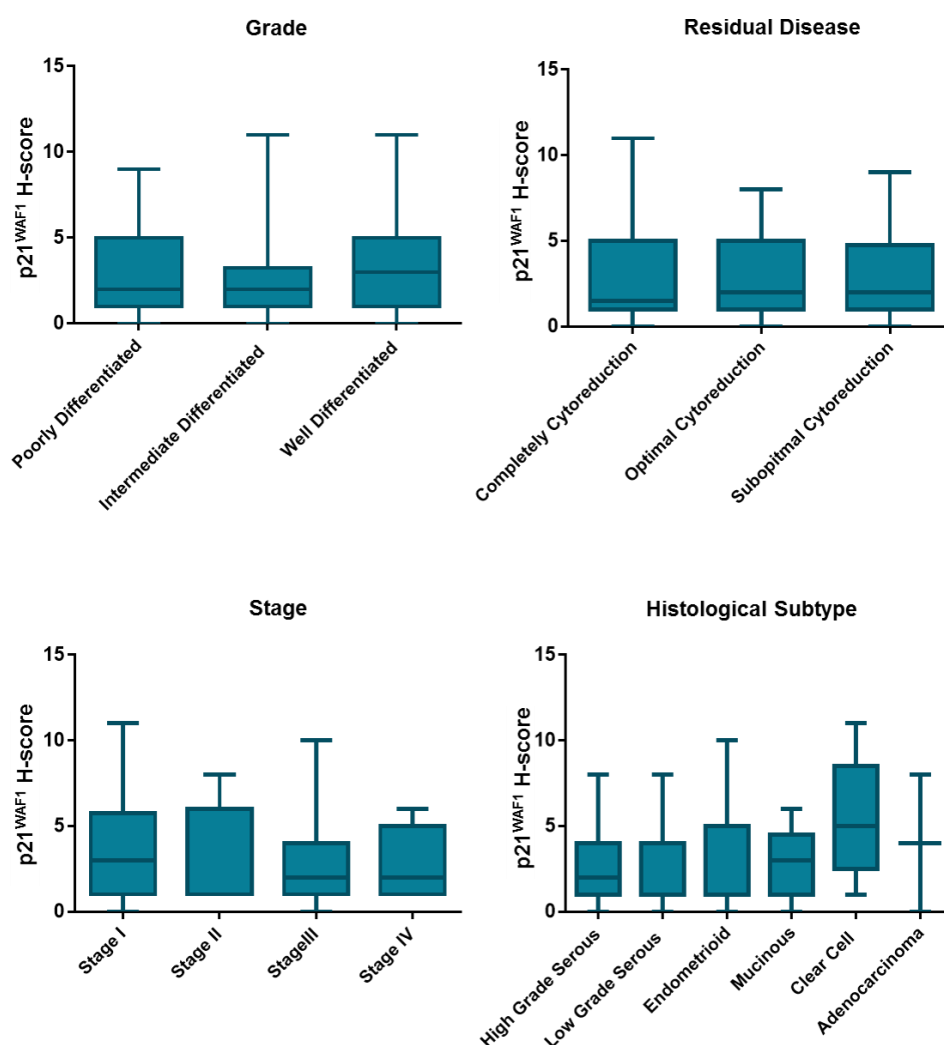 Grade
p21WAF1 H-score
15
10
5
0
Poorly Differentiated
Intermediate Differentiated
Well Differentiated
Residual Disease
15
10
5
0
p21WAF1 H-score
Completely Cytoreduction
Optimal Cytoreduction
Subopitmal Cytoreduction
Stage
p21WAF1 H-score
15
10
5
0
Stage I
Stage II
StageIII
Stage IV
Histological Subtype
p21WAF1 H-score
15
10
5
0
High Grade Serous
Low Grade Serous
Endometrioid
Mucinous
Clear Cell
Adenocarcinoma